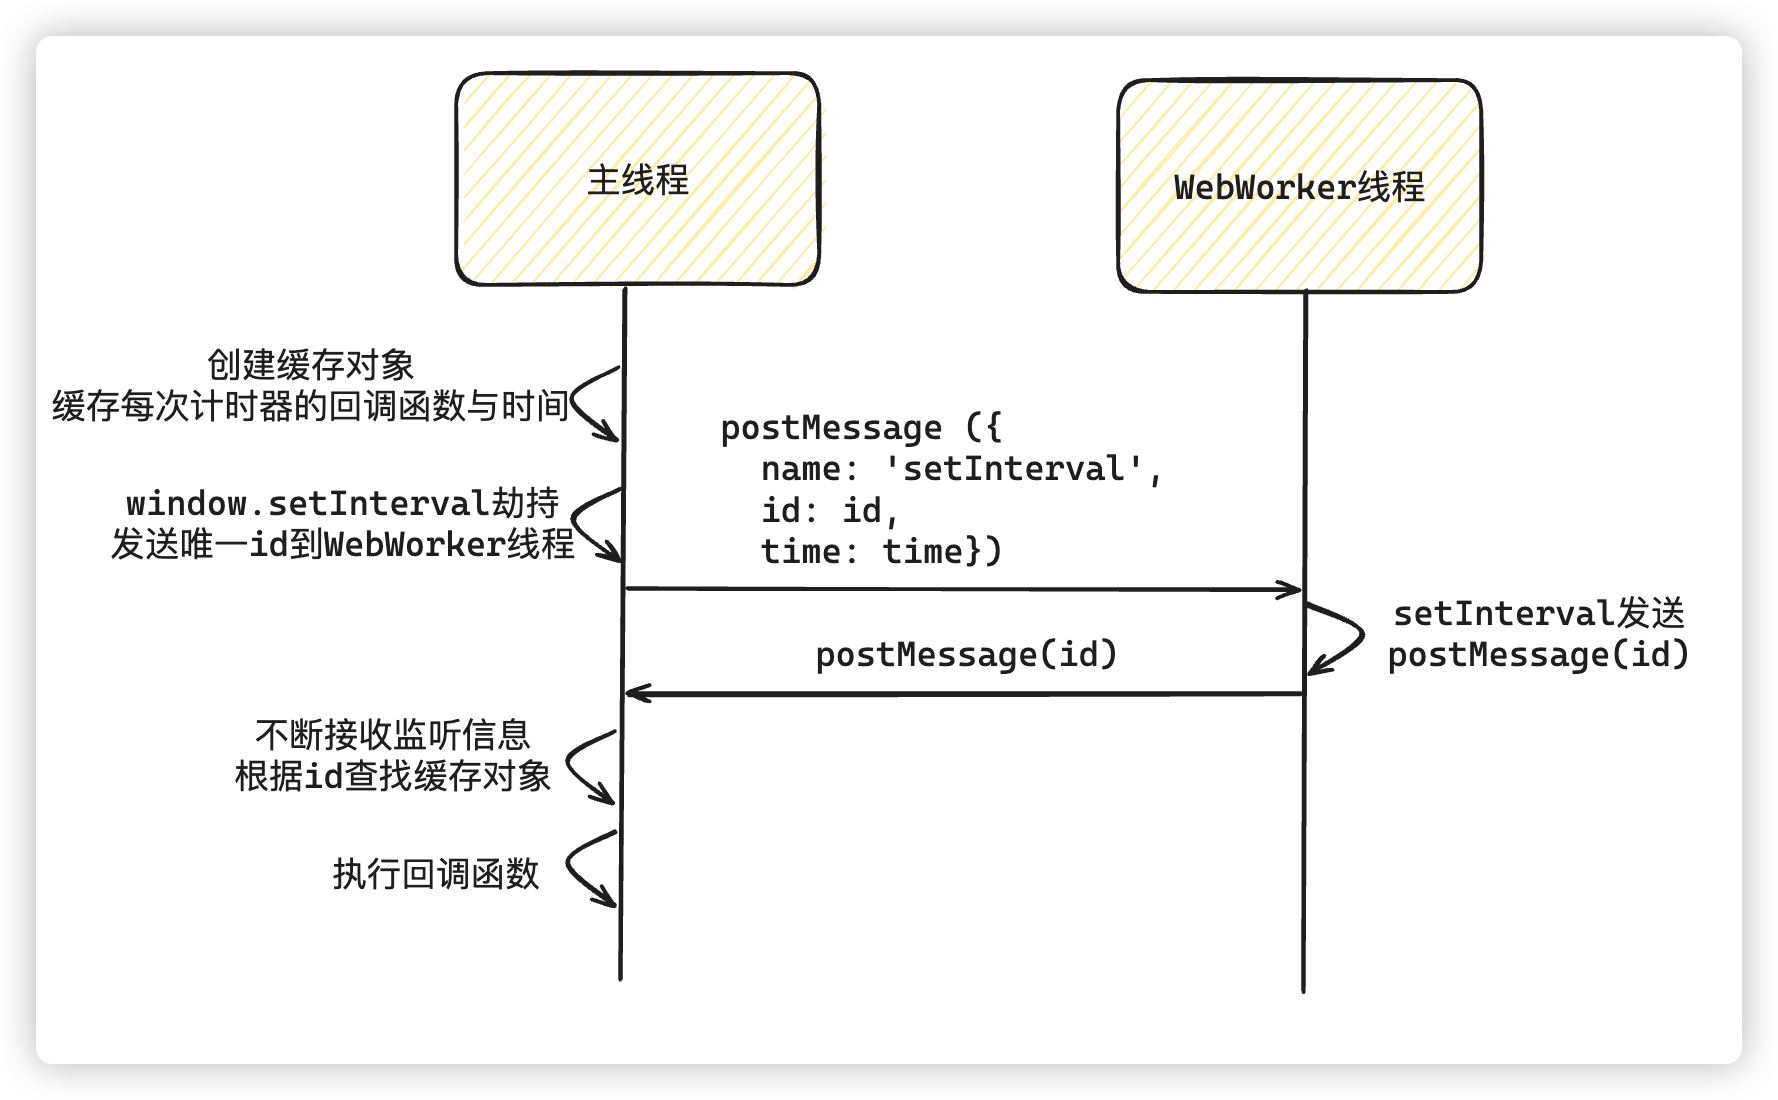 主线程
WebWorker线程
创建缓存对象
缓存每次计时器的回调函数与时间
postMessage ({
name: 'setInterval',
id: id,
time: time})
window.setInterval劫持
发送唯一id到WebWorker线程
setInterval发送
postMessage(id)
postMessage(id)
不断接收监听信息
根据id查找缓存对象
执行回调函数